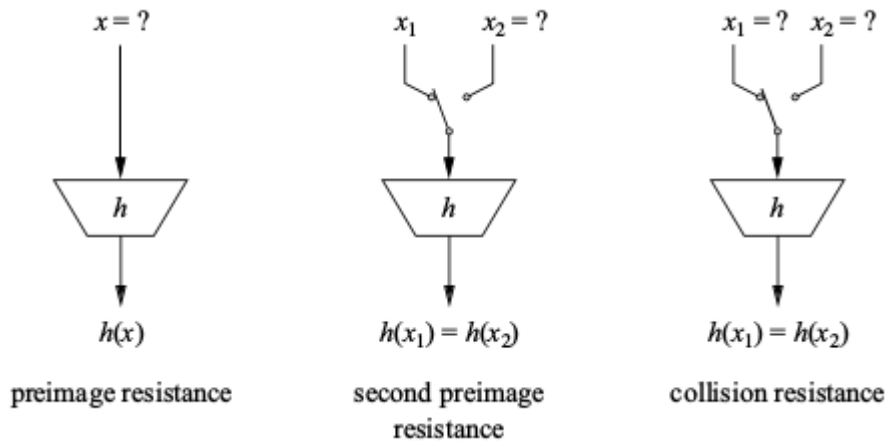 x = ?
x₁
x₂ = ?
x₁ = ?
x₂ = ?
h
h
h
h(x)
h(x₁) = h(x₂)
h(x₁) = h(x₂)
preimage resistance
second preimage
resistance
collision resistance